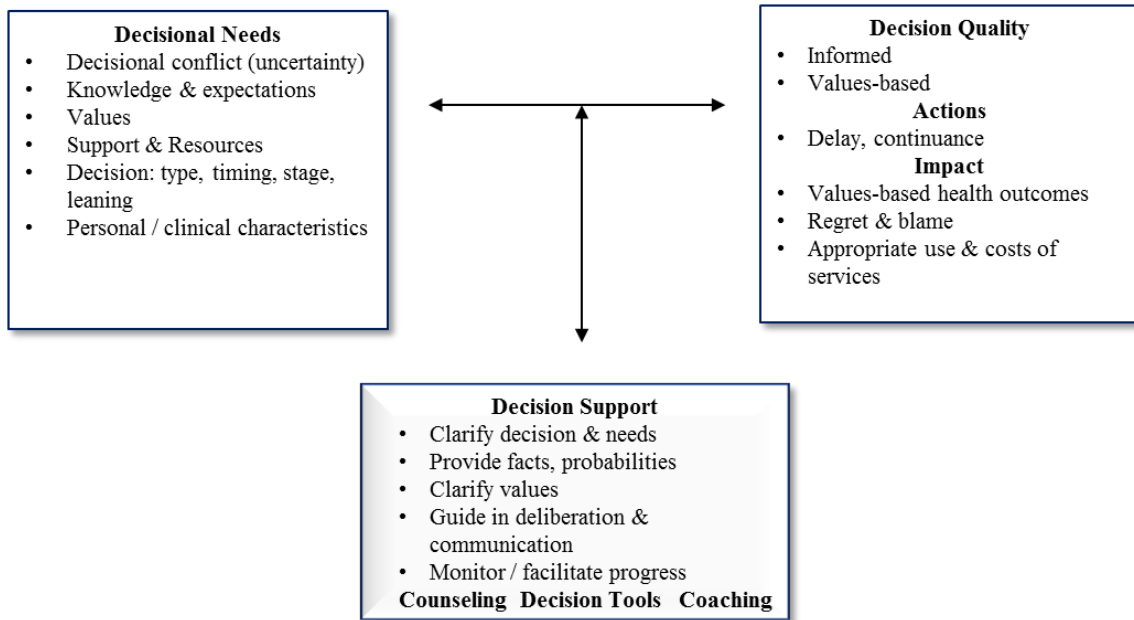 Decisional Needs
• Decisional conflict (uncertainty)
• Knowledge & expectations
• Values
• Support & Resources
• Decision: type, timing, stage,
leaning
• Personal / clinical characteristics
Decision Quality
• Informed
• Values-based
Actions
• Delay, continuance
Impact
• Values-based health outcomes
• Regret & blame
• Appropriate use & costs of
services
Decision Support
• Clarify decision & needs
• Provide facts, probabilities
• Clarify values
• Guide in deliberation &
communication
• Monitor / facilitate progress
Counseling Decision Tools Coaching